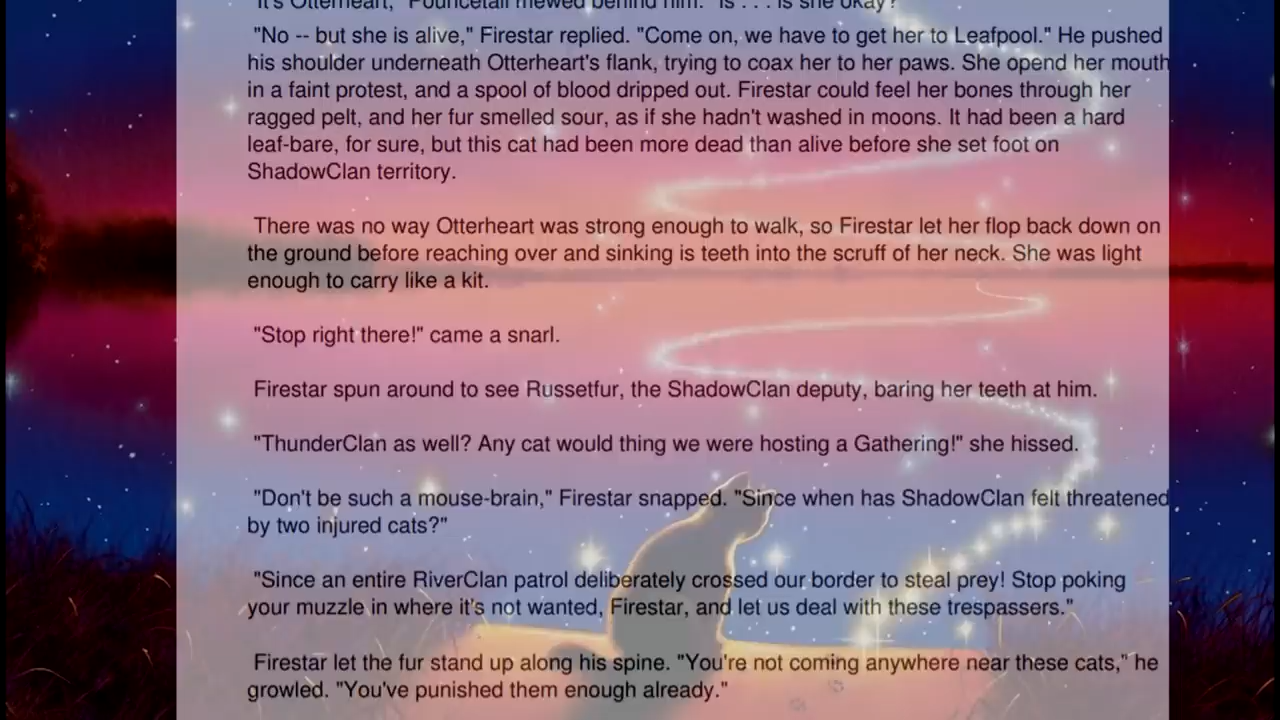 "It's Otterheart," Pouncetail mewed behind him. "Is . . . is she okay?"
"No -- but she is alive," Firestar replied. "Come on, we have to get her to Leafpool." He pushed
his shoulder underneath Otterheart's flank, trying to coax her to her paws. She opend her mouth
in a faint protest, and a spool of blood dripped out. Firestar could feel her bones through her
ragged pelt, and her fur smelled sour, as if she hadn't washed in moons. It had been a hard
leaf-bare, for sure, but this cat had been more dead than alive before she set foot on
ShadowClan territory.
There was no way Otterheart was strong enough to walk, so Firestar let her flop back down on
the ground before reaching over and sinking is teeth into the scruff of her neck. She was light
enough to carry like a kit.
"Stop right there!" came a snarl.
Firestar spun around to see Russetfur, the ShadowClan deputy, baring her teeth at him.
"ThunderClan as well? Any cat would thing we were hosting a Gathering!" she hissed.
"Don't be such a mouse-brain," Firestar snapped. "Since when has ShadowClan felt threatened
by two injured cats?"
"Since an entire RiverClan patrol deliberately crossed our border to steal prey! Stop poking
your muzzle in where it's not wanted, Firestar, and let us deal with these trespassers."
Firestar let the fur stand up along his spine. "You're not coming anywhere near these cats," he
growled. "You've punished them enough already."